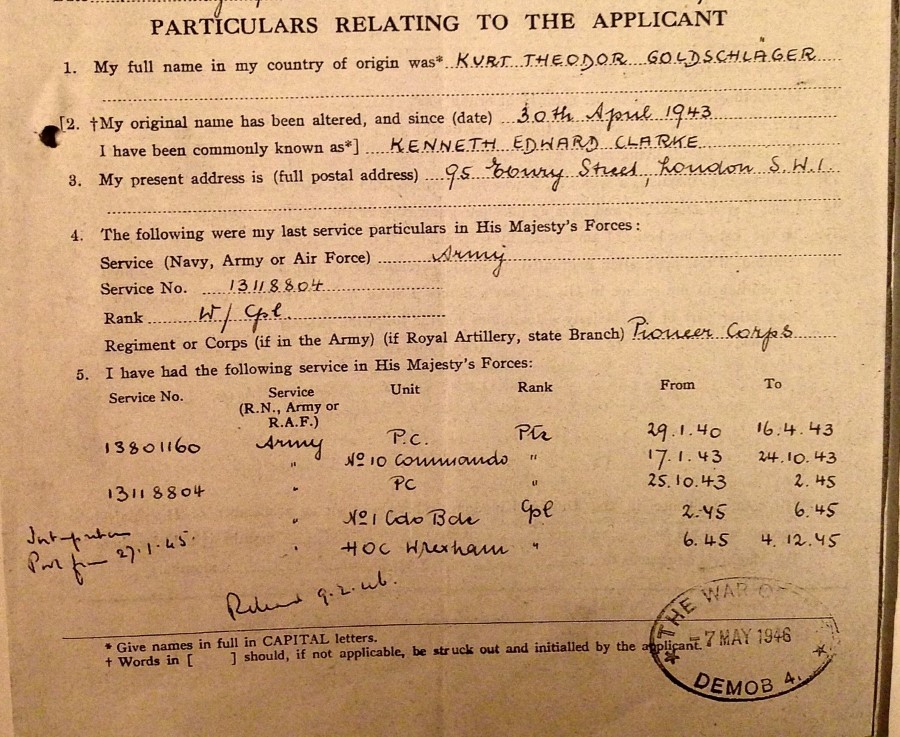 PARTICULARS RELATING TO THE APPLICANT
1. My full name in my country of origin was* KURT THEODOR GOLDSCHLÄGER
[2. †My original name has been altered, and since (date) 30th April 1943
I have been commonly known as*] KENNETH EDWARD CLARKE
3. My present address is (full postal address) 95 Ebury Street, London S.W.1.
4. The following were my last service particulars in His Majesty's Forces:
Service (Navy, Army or Air Force) Army
Service No. 13118804
Rank W/ Cpl.
Regiment or Corps (if in the Army) (if Royal Artillery, state Branch) Pioneer Corps
5. I have had the following service in His Majesty's Forces:
Service No. Service (R.N., Army or R.A.F.) Unit Rank From To
13801160 Army P.C. Pte 29.1.40 16.4.43
" No 10 Commando " 17.1.43 24.10.43
13118804 " PC " 25.10.43 2.45
" No 1 Cdo Bde Cpl 2.45 6.45
" HOC Wrexham " 6.45 4.12.45
from 27.1.45.
Released 9.2.46.
* Give names in full in CAPITAL letters.
† Words in [ ] should, if not applicable, be struck out and initialled by the applicant.
THE WAR
7 MAY 1946
DEMOB 4.